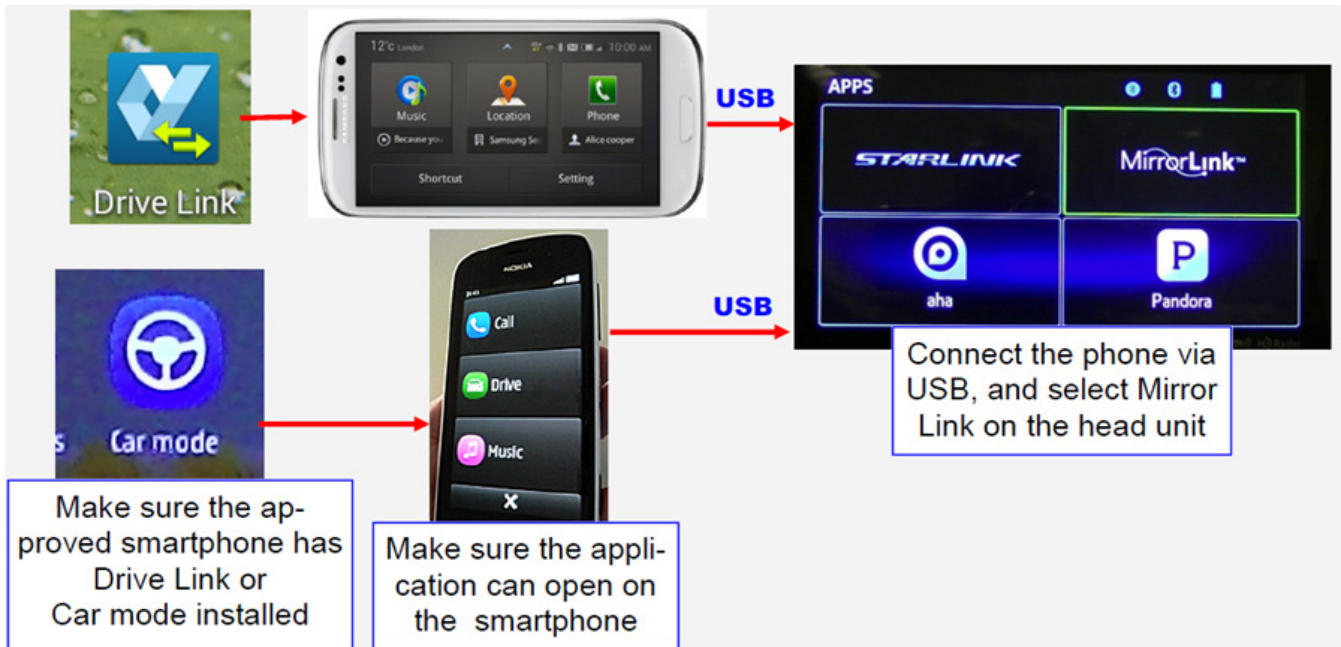 Drive Link
12°C London
10:00 AM
Music
Location
Phone
Because you
Samsung Sec
Alice cooper
Shortcut
Setting
USB
APPS
STARLINK
MirrorLink™
aha
Pandora
Car mode
NOKIA
Call
Drive
Music
USB
Connect the phone via
USB, and select Mirror
Link on the head unit
Make sure the ap-
proved smartphone has
Drive Link or
Car mode installed
Make sure the appli-
cation can open on
the smartphone